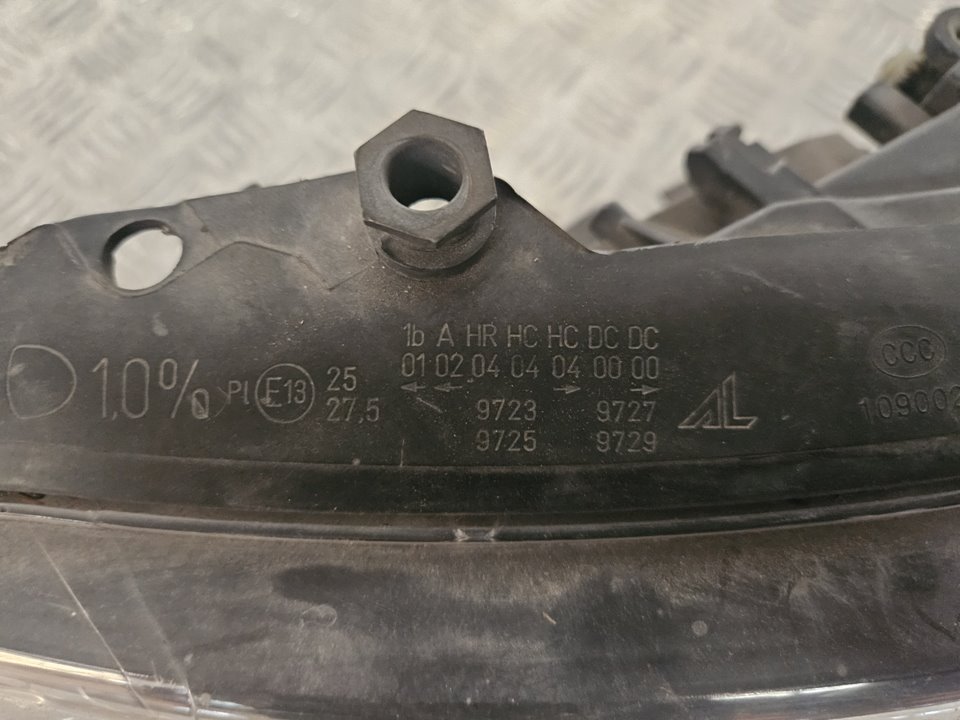 1b A HR HC HC DC DC
01 02 04 04 04 00 00
1,0% PI E13 25
27,5
9723 9727
9725 9729
AL
CCC
109002